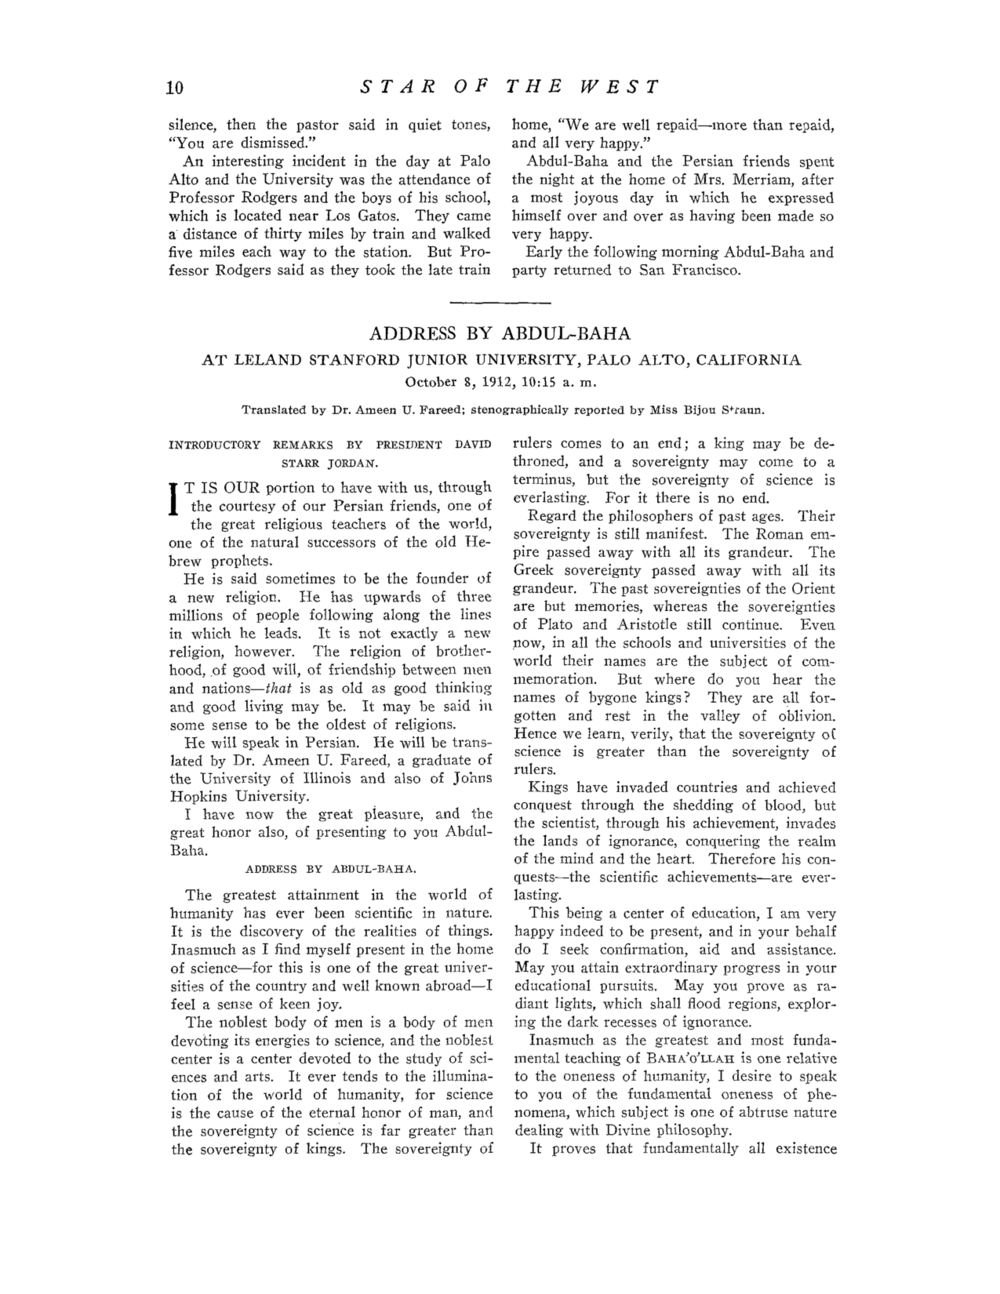 10
STAR OF THE WEST
silence, then the pastor said in quiet tones,
“You are dismissed.”
An interesting incident in the day at Palo
Alto and the University was the attendance of
Professor Rodgers and the boys of his school,
which is located near Los Gatos. They came
a distance of thirty miles by train and walked
five miles each way to the station. But Pro-
fessor Rodgers said as they took the late train
home, “We are well repaid—more than repaid,
and all very happy.”
Abdul-Baha and the Persian friends spent
the night at the home of Mrs. Merriam, after
a most joyous day in which he expressed
himself over and over as having been made so
very happy.
Early the following morning Abdul-Baha and
party returned to San Francisco.
ADDRESS BY ABDUL-BAHA
AT LELAND STANFORD JUNIOR UNIVERSITY, PALO ALTO, CALIFORNIA
October 8, 1912, 10:15 a. m.
Translated by Dr. Ameen U. Fareed; stenographically reported by Miss Bijou Straun.
INTRODUCTORY REMARKS BY PRESIDENT DAVID
STARR JORDAN.
IT IS OUR portion to have with us, through
the courtesy of our Persian friends, one of
the great religious teachers of the world,
one of the natural successors of the old He-
brew prophets.
He is said sometimes to be the founder of
a new religion. He has upwards of three
millions of people following along the lines
in which he leads. It is not exactly a new
religion, however. The religion of brother-
hood, of good will, of friendship between men
and nations—that is as old as good thinking
and good living may be. It may be said in
some sense to be the oldest of religions.
He will speak in Persian. He will be trans-
lated by Dr. Ameen U. Fareed, a graduate of
the University of Illinois and also of Johns
Hopkins University.
I have now the great pleasure, and the
great honor also, of presenting to you Abdul-
Baha.
ADDRESS BY ABDUL-BAHA.
The greatest attainment in the world of
humanity has ever been scientific in nature.
It is the discovery of the realities of things.
Inasmuch as I find myself present in the home
of science—for this is one of the great univer-
sities of the country and well known abroad—I
feel a sense of keen joy.
The noblest body of men is a body of men
devoting its energies to science, and the noblest
center is a center devoted to the study of sci-
ences and arts. It ever tends to the illumina-
tion of the world of humanity, for science
is the cause of the eternal honor of man, and
the sovereignty of science is far greater than
the sovereignty of kings. The sovereignty of
rulers comes to an end; a king may be de-
throned, and a sovereignty may come to a
terminus, but the sovereignty of science is
everlasting. For it there is no end.
Regard the philosophers of past ages. Their
sovereignty is still manifest. The Roman em-
pire passed away with all its grandeur. The
Greek sovereignty passed away with all its
grandeur. The past sovereignties of the Orient
are but memories, whereas the sovereignties
of Plato and Aristotle still continue. Even
now, in all the schools and universities of the
world their names are the subject of com-
memoration. But where do you hear the
names of bygone kings? They are all for-
gotten and rest in the valley of oblivion.
Hence we learn, verily, that the sovereignty of
science is greater than the sovereignty of
rulers.
Kings have invaded countries and achieved
conquest through the shedding of blood, but
the scientist, through his achievement, invades
the lands of ignorance, conquering the realm
of the mind and the heart. Therefore his con-
quests—the scientific achievements—are ever-
lasting.
This being a center of education, I am very
happy indeed to be present, and in your behalf
do I seek confirmation, aid and assistance.
May you attain extraordinary progress in your
educational pursuits. May you prove as ra-
diant lights, which shall flood regions, explor-
ing the dark recesses of ignorance.
Inasmuch as the greatest and most funda-
mental teaching of BAHA'O'LLAH is one relative
to the oneness of humanity, I desire to speak
to you of the fundamental oneness of phe-
nomena, which subject is one of abtruse nature
dealing with Divine philosophy.
It proves that fundamentally all existence